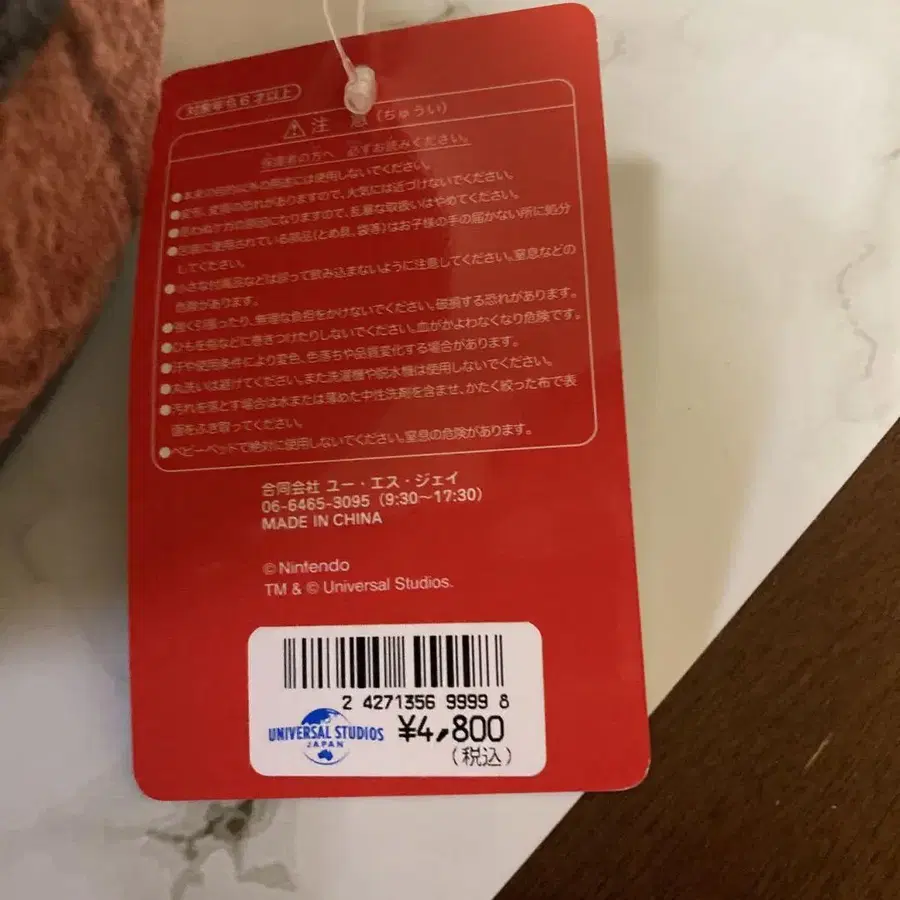 対象年令6才以上
⚠注 意(ちゅうい)
保護者の方へ 必ずお読みください。
●本来の目的以外の用途には使用しないでください。
●変形、変質の恐れがありますので、火気には近づけないでください。
●思わぬケガの原因になりますので、乱暴な取扱いはやめてください。
●包装に使用されている部品(とめ具、袋等)はお子様の手の届かない所に処分
してください。
●小さな付属品などは誤って飲み込まないように注意してください。窒息などの
危険があります。
●強く引張ったり、無理な負担をかけないでください。破損する恐れがあります。
●ひもを指などに巻きつけたりしないでください。血がかよわなくなり危険です。
●汗や使用条件により変色、色落ちや品質変化する場合があります。
●丸洗いは避けてください。また洗濯機や脱水機は使用しないでください。
●汚れを落とす場合は水または薄めた中性洗剤を含ませ、かたく絞った布で表
面をふき取ってください。
●ベビーベッドで絶対に使用しないでください。窒息の危険があります。
合同会社 ユー・エス・ジェイ
06-6465-3095(9:30〜17:30)
MADE IN CHINA
©Nintendo
TM & © Universal Studios.
2 4271356 9999 8
UNIVERSAL STUDIOS
JAPAN
¥4,800
(税込)